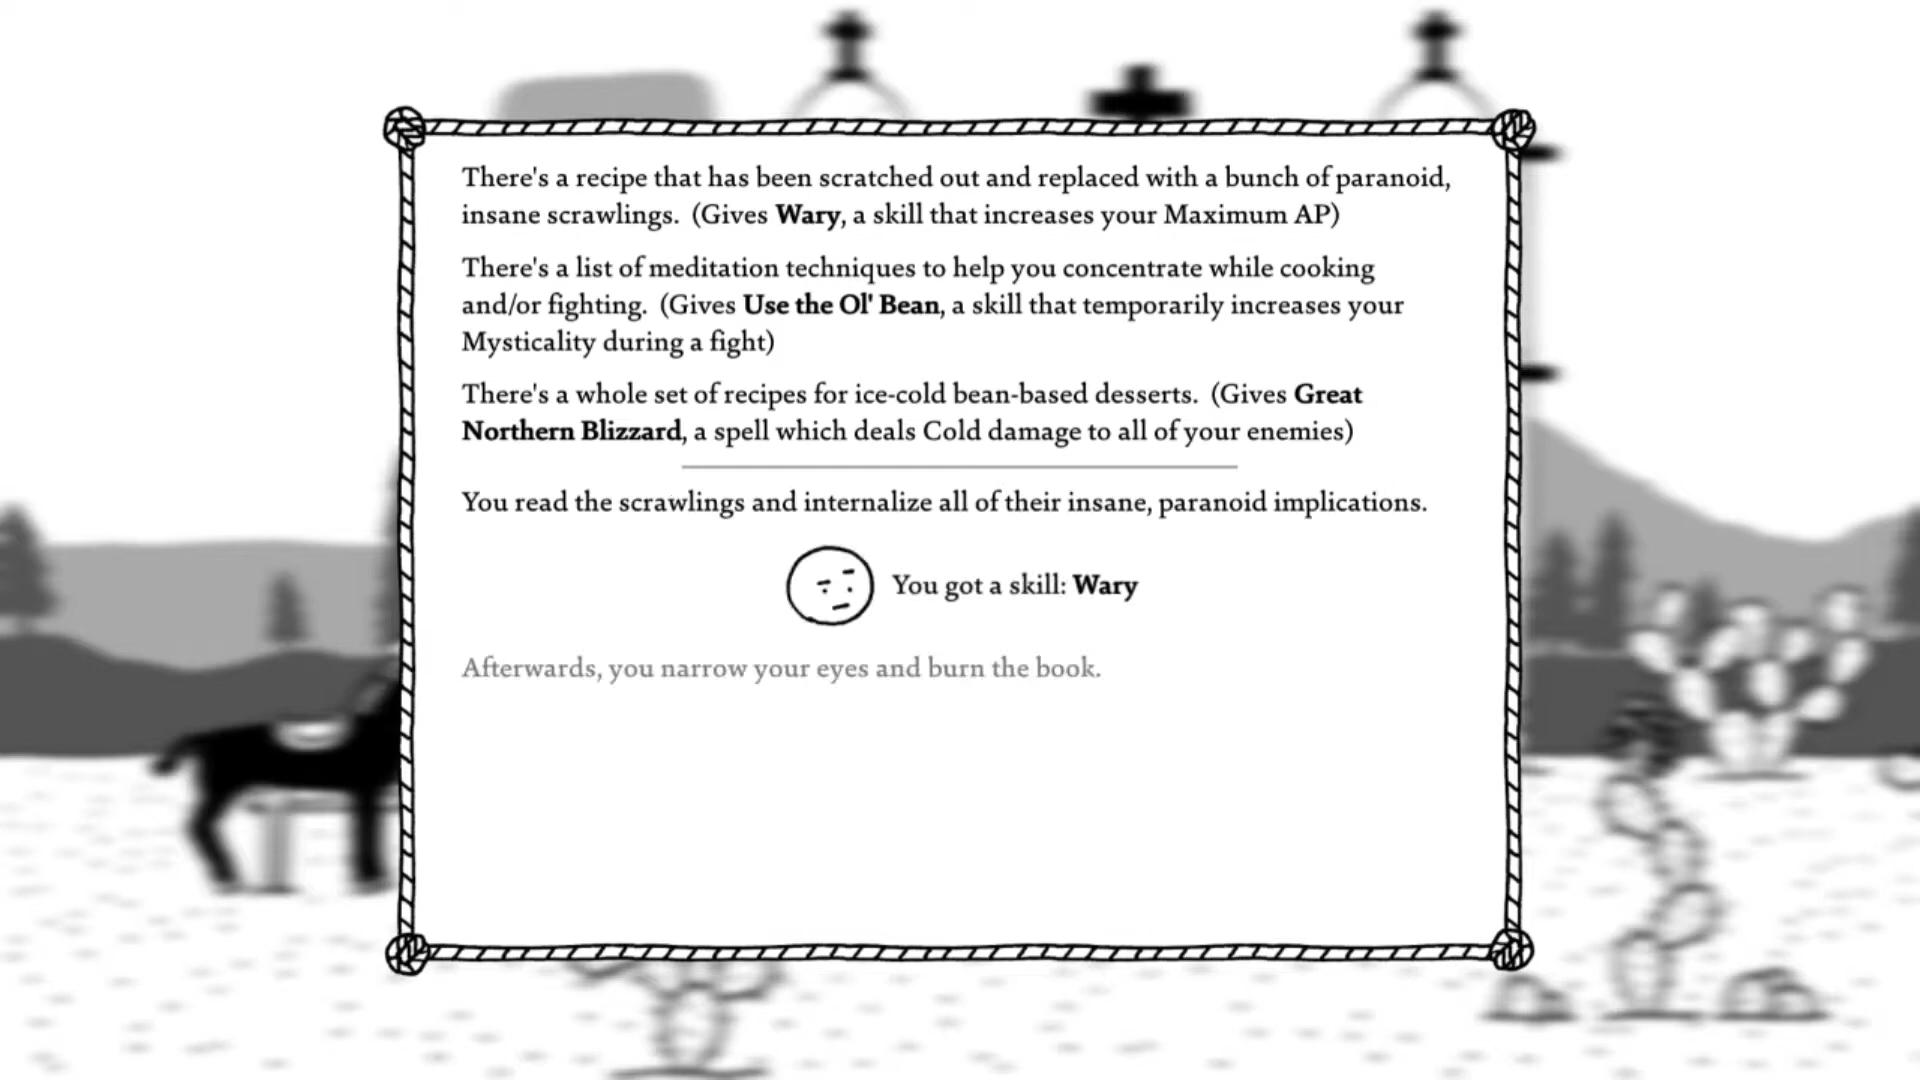 There's a recipe that has been scratched out and replaced with a bunch of paranoid,
insane scrawlings. (Gives Wary, a skill that increases your Maximum AP)
There's a list of meditation techniques to help you concentrate while cooking
and/or fighting. (Gives Use the Ol' Bean, a skill that temporarily increases your
Mysticality during a fight)
There's a whole set of recipes for ice-cold bean-based desserts. (Gives Great
Northern Blizzard, a spell which deals Cold damage to all of your enemies)
You read the scrawlings and internalize all of their insane, paranoid implications.
You got a skill: Wary
Afterwards, you narrow your eyes and burn the book.